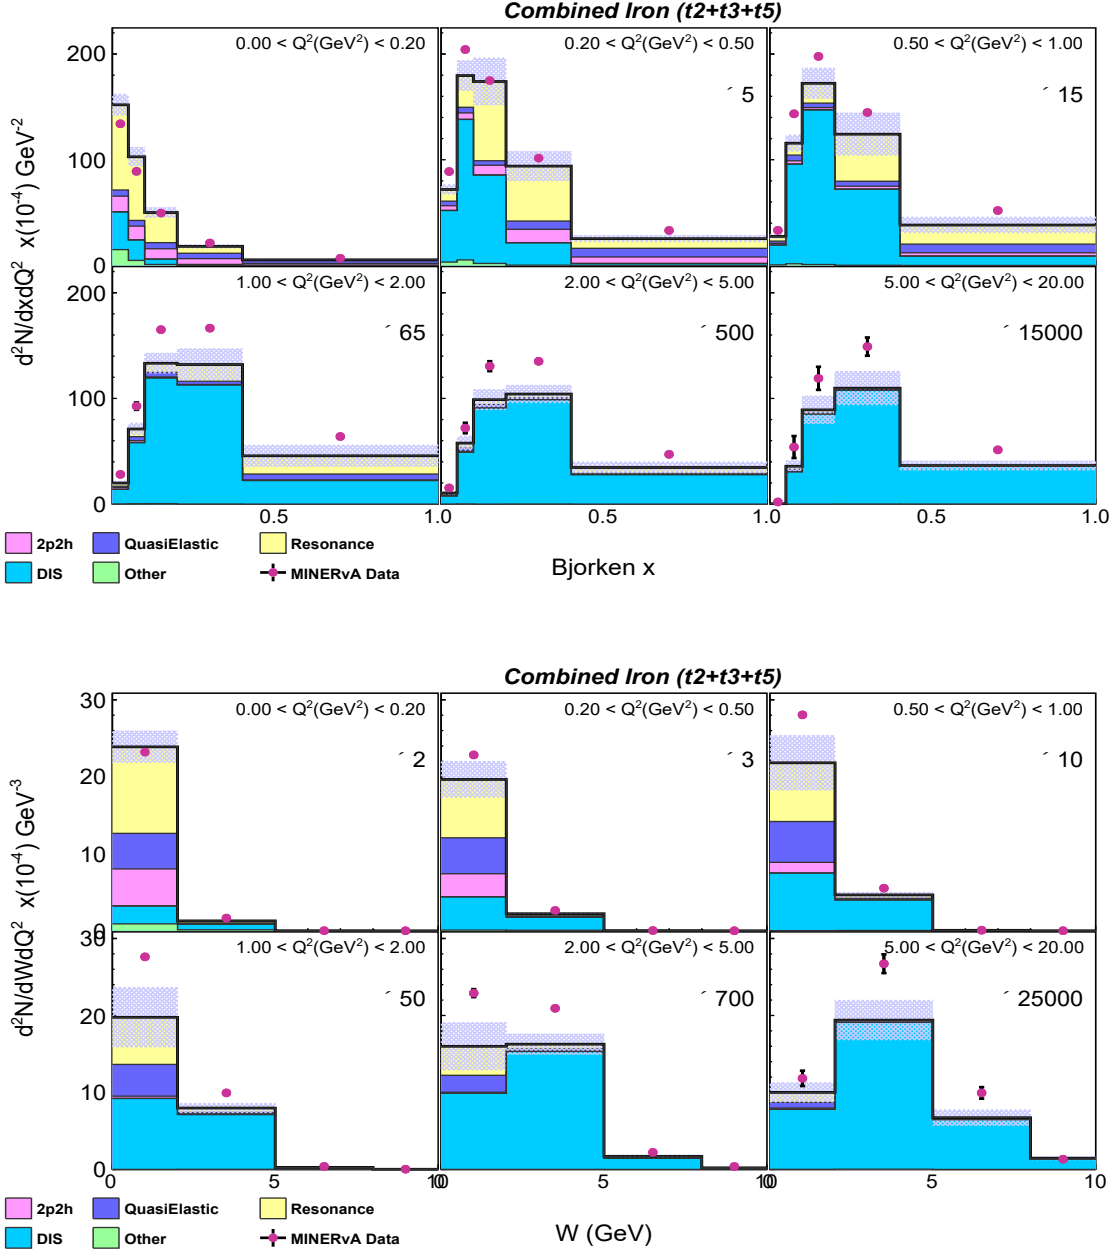 Combined Iron (t2+t3+t5)
0.00 < Q²(GeV²) < 0.20
0.20 < Q²(GeV²) < 0.50
0.50 < Q²(GeV²) < 1.00
´ 5
´ 15
200
100
0
1.00 < Q²(GeV²) < 2.00
2.00 < Q²(GeV²) < 5.00
5.00 < Q²(GeV²) < 20.00
´ 65
´ 500
´ 15000
200
100
0
d²N/dxdQ² x(10⁻⁴) GeV⁻²
0.5 1.0 0.5 1.0 0.5 1.0
2p2h QuasiElastic Resonance
DIS Other MINERvA Data
Bjorken x
Combined Iron (t2+t3+t5)
0.00 < Q²(GeV²) < 0.20
0.20 < Q²(GeV²) < 0.50
0.50 < Q²(GeV²) < 1.00
´ 2
´ 3
´ 10
30
20
10
0
1.00 < Q²(GeV²) < 2.00
2.00 < Q²(GeV²) < 5.00
5.00 < Q²(GeV²) < 20.00
´ 50
´ 700
´ 25000
30
20
10
0
d²N/dWdQ² x(10⁻⁴) GeV⁻³
5 10 0 5 10 0 5 10
2p2h QuasiElastic Resonance
DIS Other MINERvA Data
W (GeV)